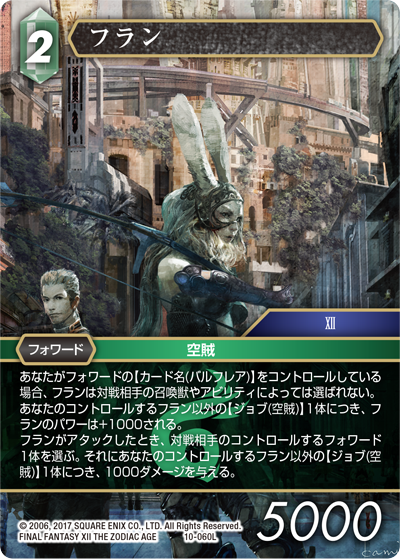 2
フラン
XII
フォワード
空賊
あなたがフォワードの【カード名(バルフレア)】をコントロールしている
場合、フランは対戦相手の召喚獣やアビリティによっては選ばれない。
あなたのコントロールするフラン以外の【ジョブ(空賊)】1体につき、フ
ランのパワーは+1000される。
フランがアタックしたとき、対戦相手のコントロールするフォワード
1体を選ぶ。それにあなたのコントロールするフラン以外の【ジョブ(空
賊)】1体につき、1000ダメージを与える。
© 2006, 2017 SQUARE ENIX CO., LTD. All Rights Reserved.
FINAL FANTASY XII THE ZODIAC AGE
10-060L
5000